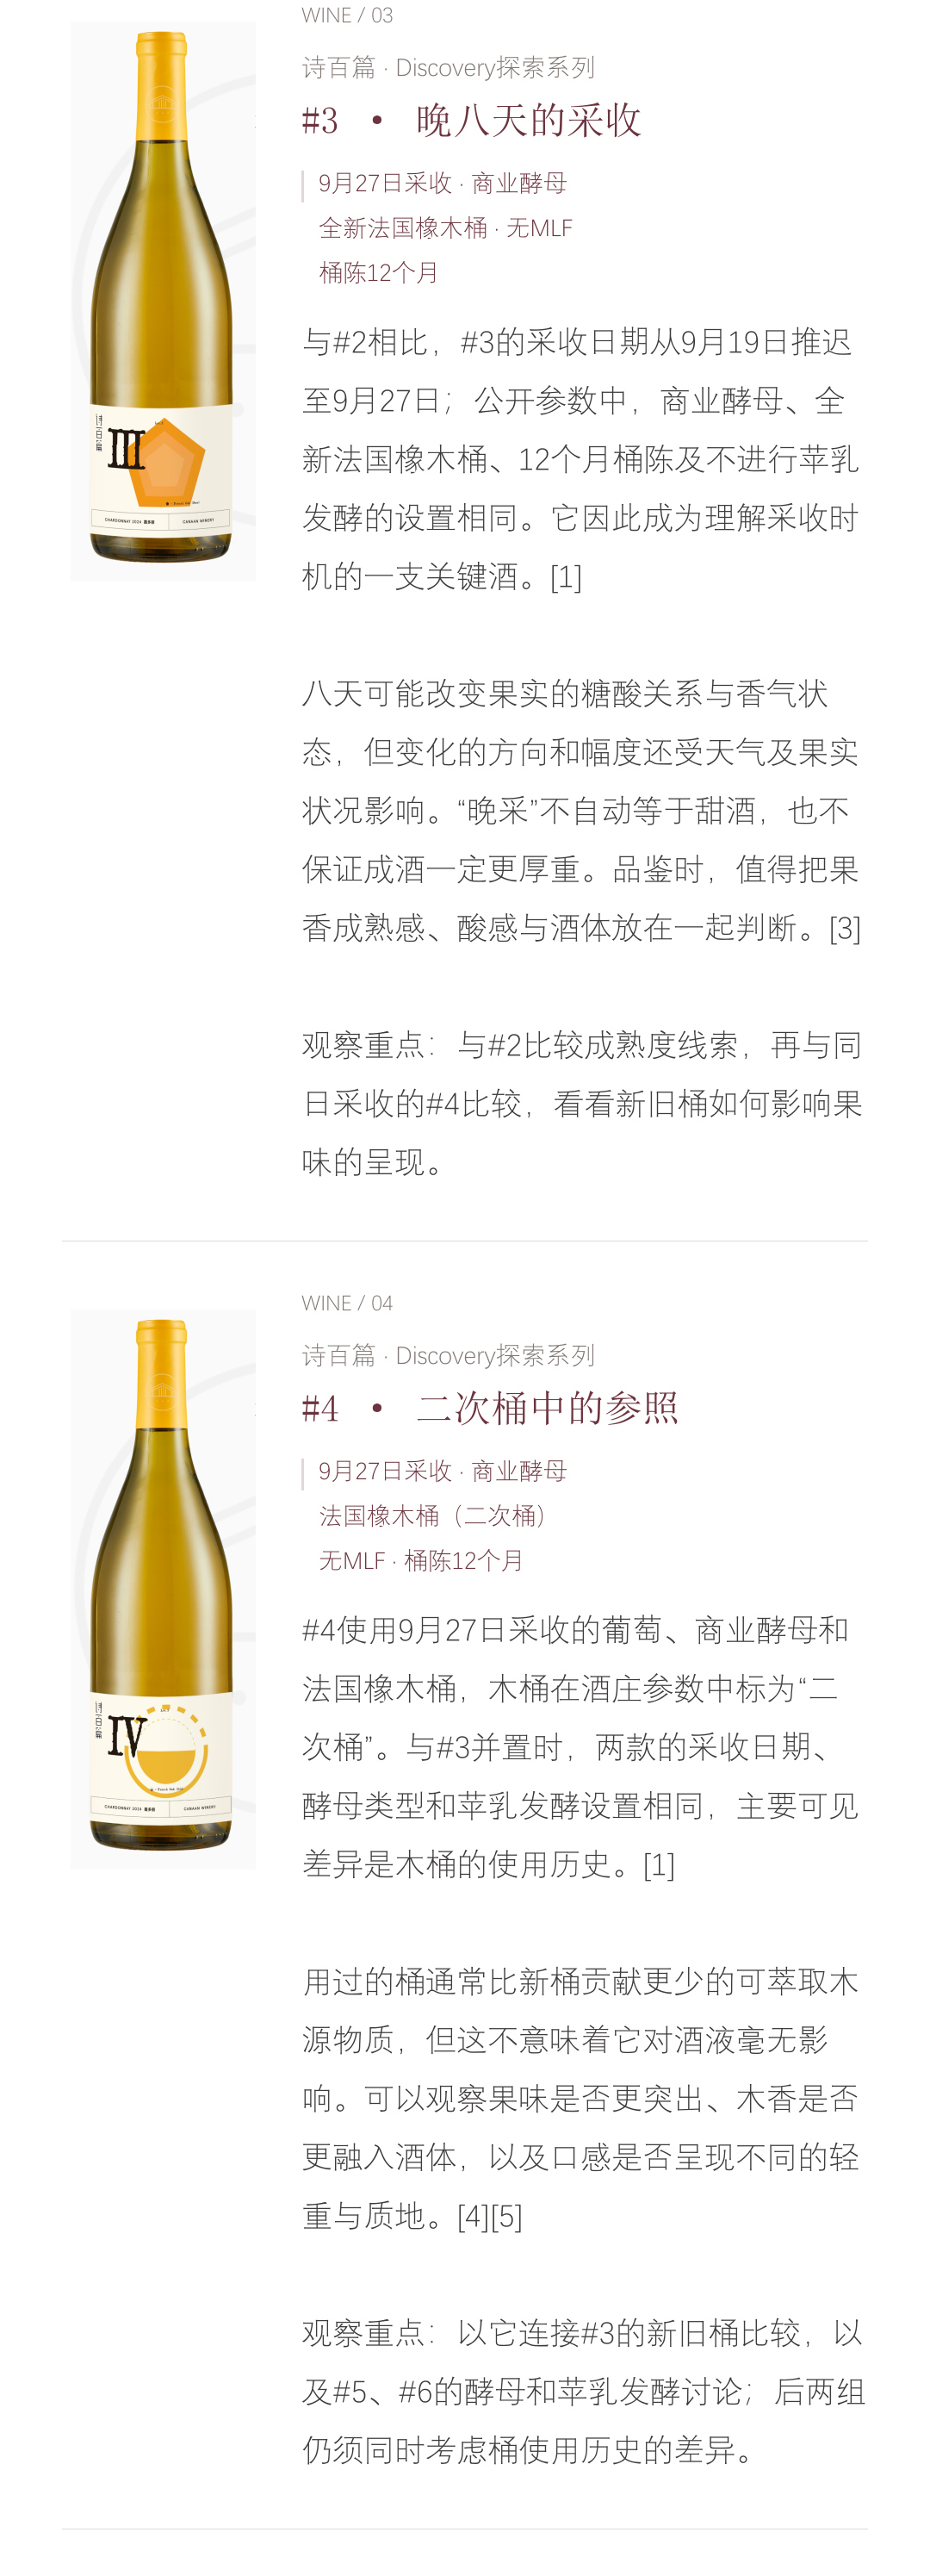 WINE / 03
诗百篇 · Discovery探索系列
#3 · 晚八天的采收
9月27日采收 · 商业酵母
全新法国橡木桶 · 无MLF
桶陈12个月
与#2相比，#3的采收日期从9月19日推迟
至9月27日；公开参数中，商业酵母、全
新法国橡木桶、12个月桶陈及不进行苹乳
发酵的设置相同。它因此成为理解采收时
机的一支关键酒。[1]
八天可能改变果实的糖酸关系与香气状
态，但变化的方向和幅度还受天气及果实
状况影响。“晚采”不自动等于甜酒，也不
保证成酒一定更厚重。品鉴时，值得把果
香成熟感、酸感与酒体放在一起判断。[3]
观察重点：与#2比较成熟度线索，再与同
日采收的#4比较，看看新旧桶如何影响果
味的呈现。
诗百篇
III
CHARDONNAY 2024 霞多丽
CANAAN WINERY
WINE / 04
诗百篇 · Discovery探索系列
#4 · 二次桶中的参照
9月27日采收 · 商业酵母
法国橡木桶（二次桶）
无MLF · 桶陈12个月
#4使用9月27日采收的葡萄、商业酵母和
法国橡木桶，木桶在酒庄参数中标为“二
次桶”。与#3并置时，两款的采收日期、
酵母类型和苹乳发酵设置相同，主要可见
差异是木桶的使用历史。[1]
用过的桶通常比新桶贡献更少的可萃取木
源物质，但这不意味着它对酒液毫无影
响。可以观察果味是否更突出、木香是否
更融入酒体，以及口感是否呈现不同的轻
重与质地。[4][5]
观察重点：以它连接#3的新旧桶比较，以
及#5、#6的酵母和苹乳发酵讨论；后两组
仍须同时考虑桶使用历史的差异。
诗百篇
IV
CHARDONNAY 2024 霞多丽
CANAAN WINERY